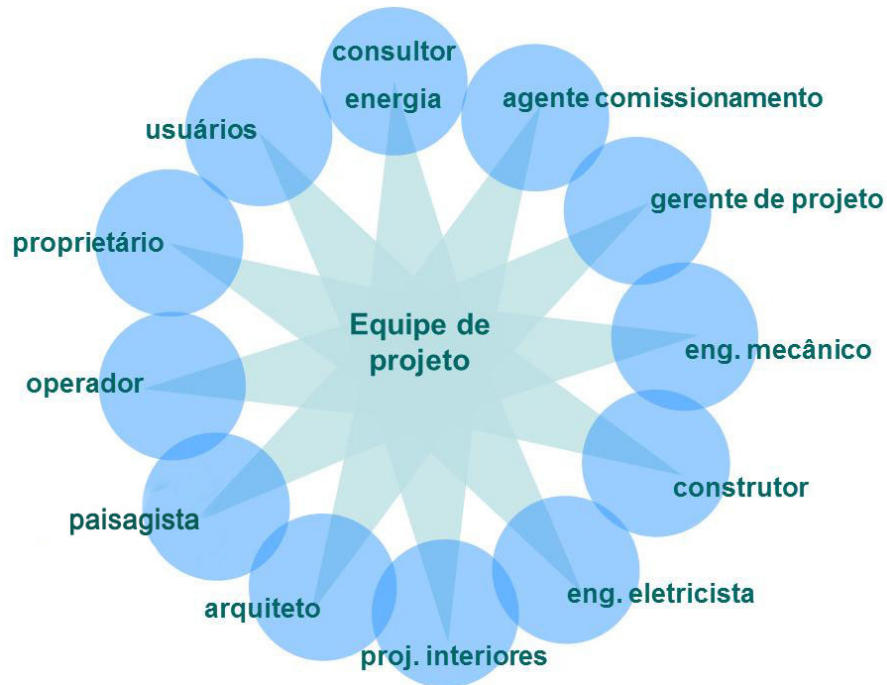 consultor
energia
agente comissionamento
usuários
gerente de projeto
proprietário
Equipe de
projeto
eng. mecânico
operador
construtor
paisagista
eng. eletricista
arquiteto
proj. interiores